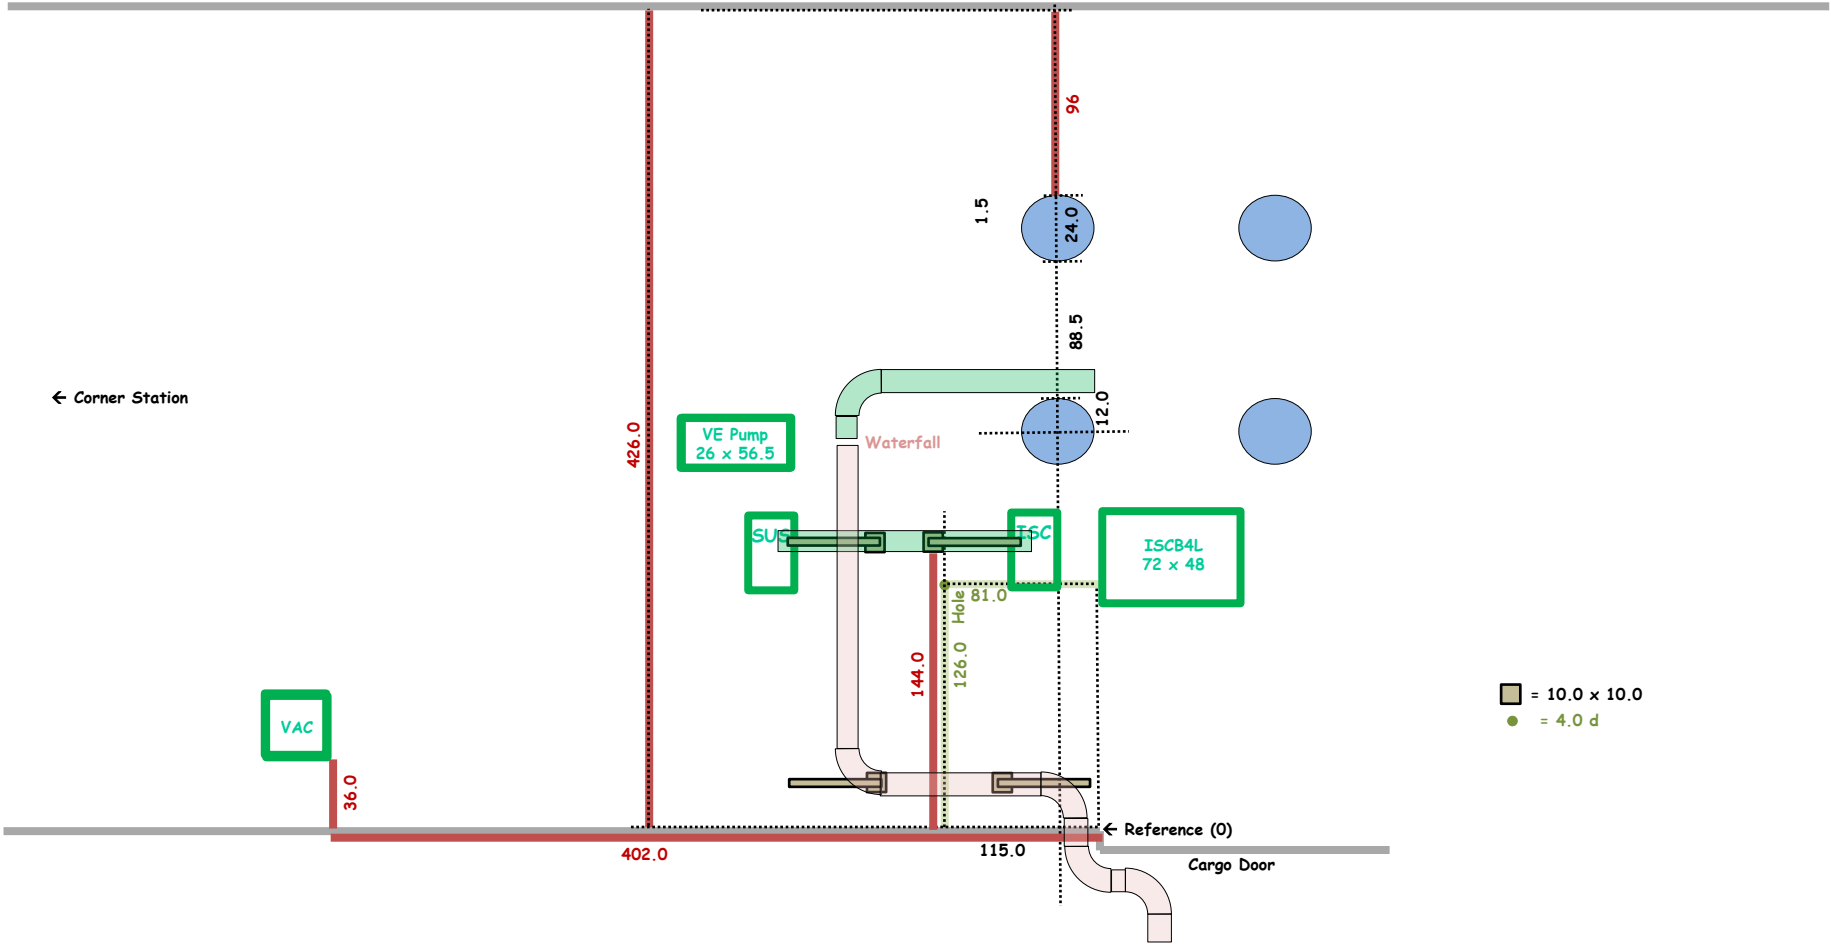 96
1.5
24.0
88.5
← Corner Station
12.0
426.0
VE Pump
26 x 56.5
Waterfall
SUS
ISC
ISCB4L
72 x 48
Hole
81.0
144.0
126.0
= 10.0 x 10.0
= 4.0 d
VAC
36.0
← Reference (0)
402.0
115.0
Cargo Door